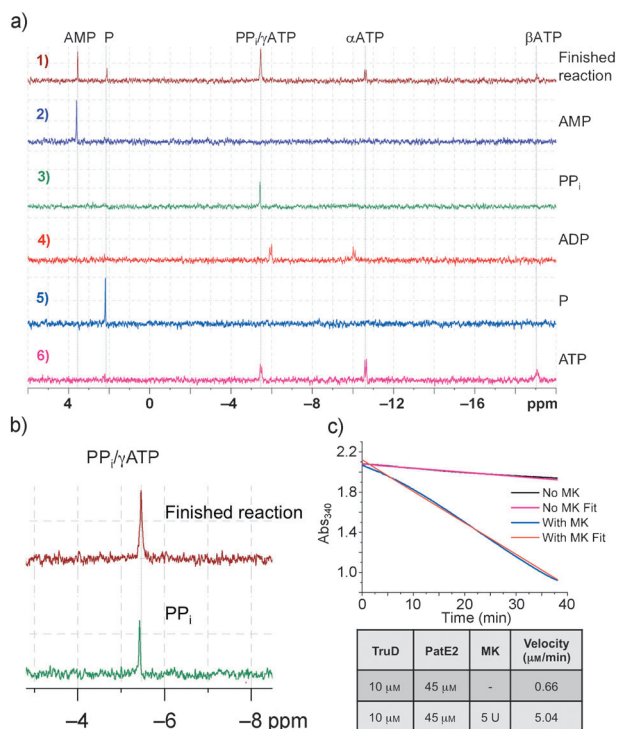 a)
AMP P PPi/γATP αATP βATP
1) Finished reaction
2) AMP
3) PPi
4) ADP
5) P
6) ATP
4 0 –4 –8 –12 –16 ppm
b)
PPi/γATP
Finished reaction
PPi
–4 –6 –8 ppm
c)
Abs340
2.2
1.8
1.4
1.0
No MK
No MK Fit
With MK
With MK Fit
0 10 20 30 40
Time (min)
TruD PatE2 MK Velocity (μM/min)
10 μM 45 μM - 0.66
10 μM 45 μM 5 U 5.04